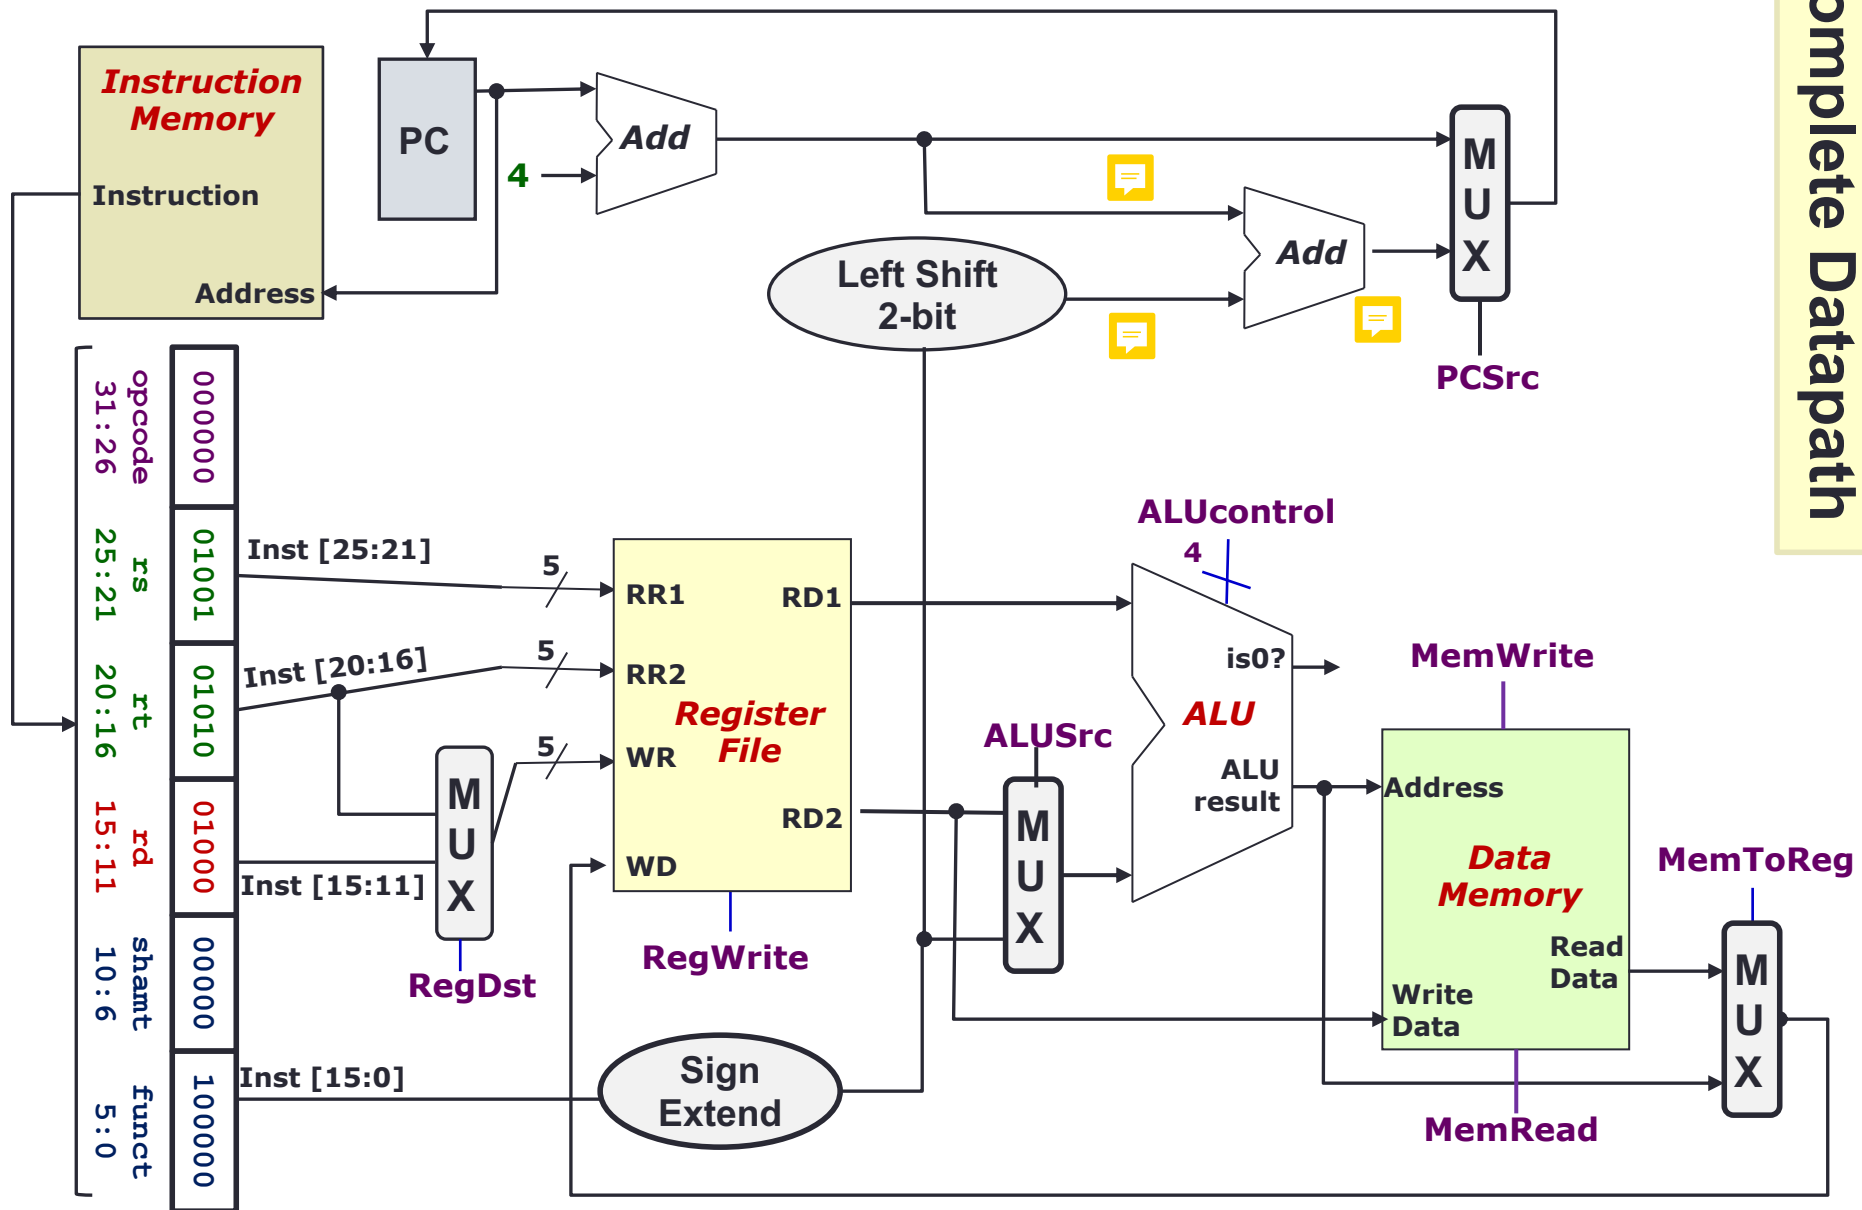 omplete Datapath
Instruction
Memory
Instruction
Address
PC
4
Add
Left Shift
2-bit
Add
M
U
X
PCSrc
opcode
31:26
000000
rs
25:21
01001
rt
20:16
01010
rd
15:11
01000
shamt
10:6
00000
funct
5:0
100000
Inst [25:21]
5
Inst [20:16]
5
5
Inst [15:11]
M
U
X
RegDst
RR1
RR2
WR
WD
RD1
RD2
Register
File
RegWrite
Inst [15:0]
Sign
Extend
ALUSrc
M
U
X
ALUcontrol
4
is0?
ALU
ALU
result
MemWrite
Address
Data
Memory
Read
Data
Write
Data
MemRead
MemToReg
M
U
X